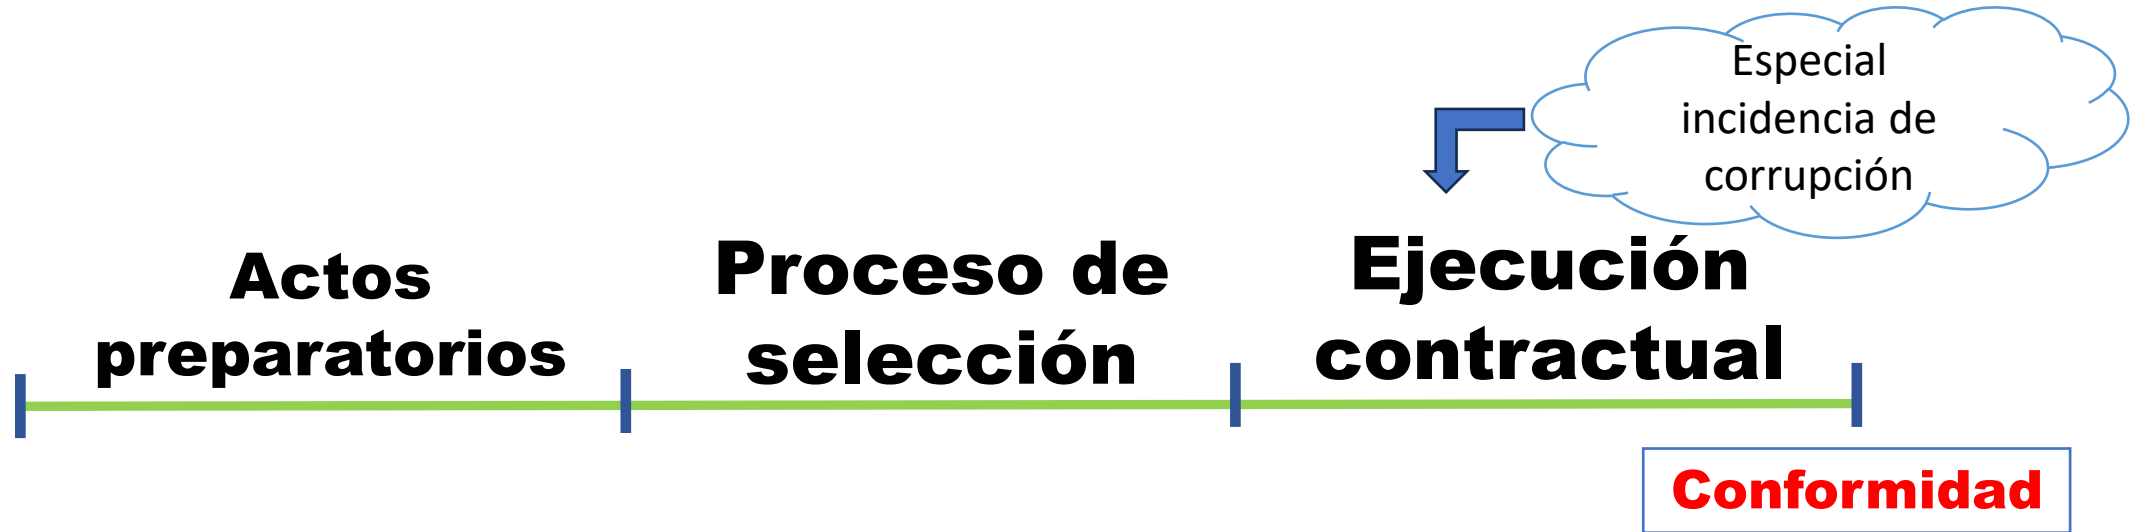 Especial
incidencia de
corrupción
Actos
preparatorios
Proceso de
selección
Ejecución
contractual
Conformidad